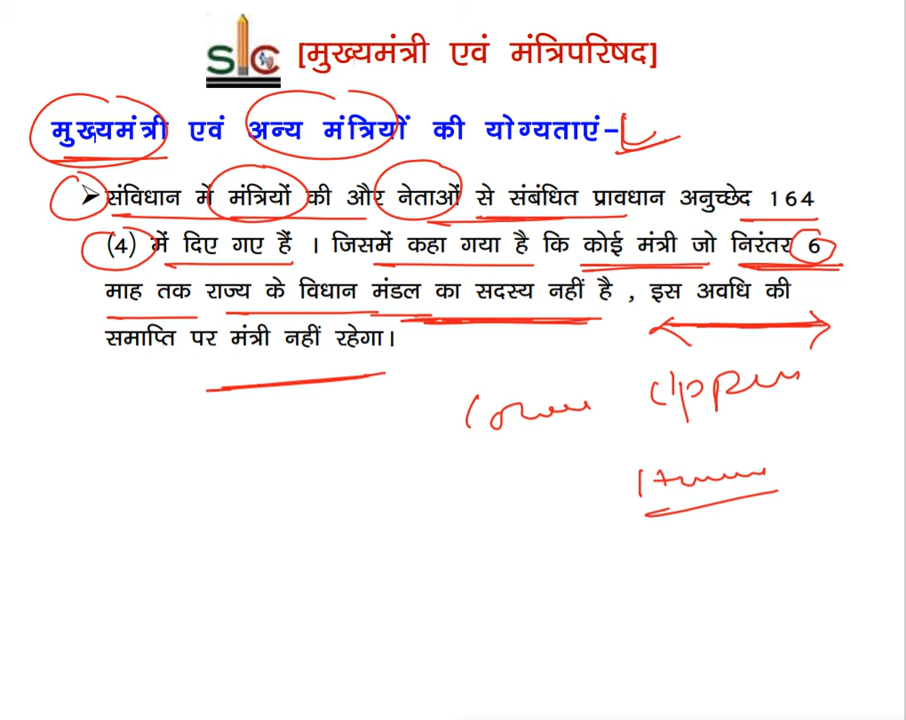 SIC [मुख्यमंत्री एवं मंत्रिपरिषद]
मुख्यमंत्री एवं अन्य मंत्रियों की योग्यताएं-
➢ संविधान में मंत्रियों की और नेताओं से संबंधित प्रावधान अनुच्छेद 164
(4) में दिए गए हैं । जिसमें कहा गया है कि कोई मंत्री जो निरंतर 6
माह तक राज्य के विधान मंडल का सदस्य नहीं है , इस अवधि की
समाप्ति पर मंत्री नहीं रहेगा।